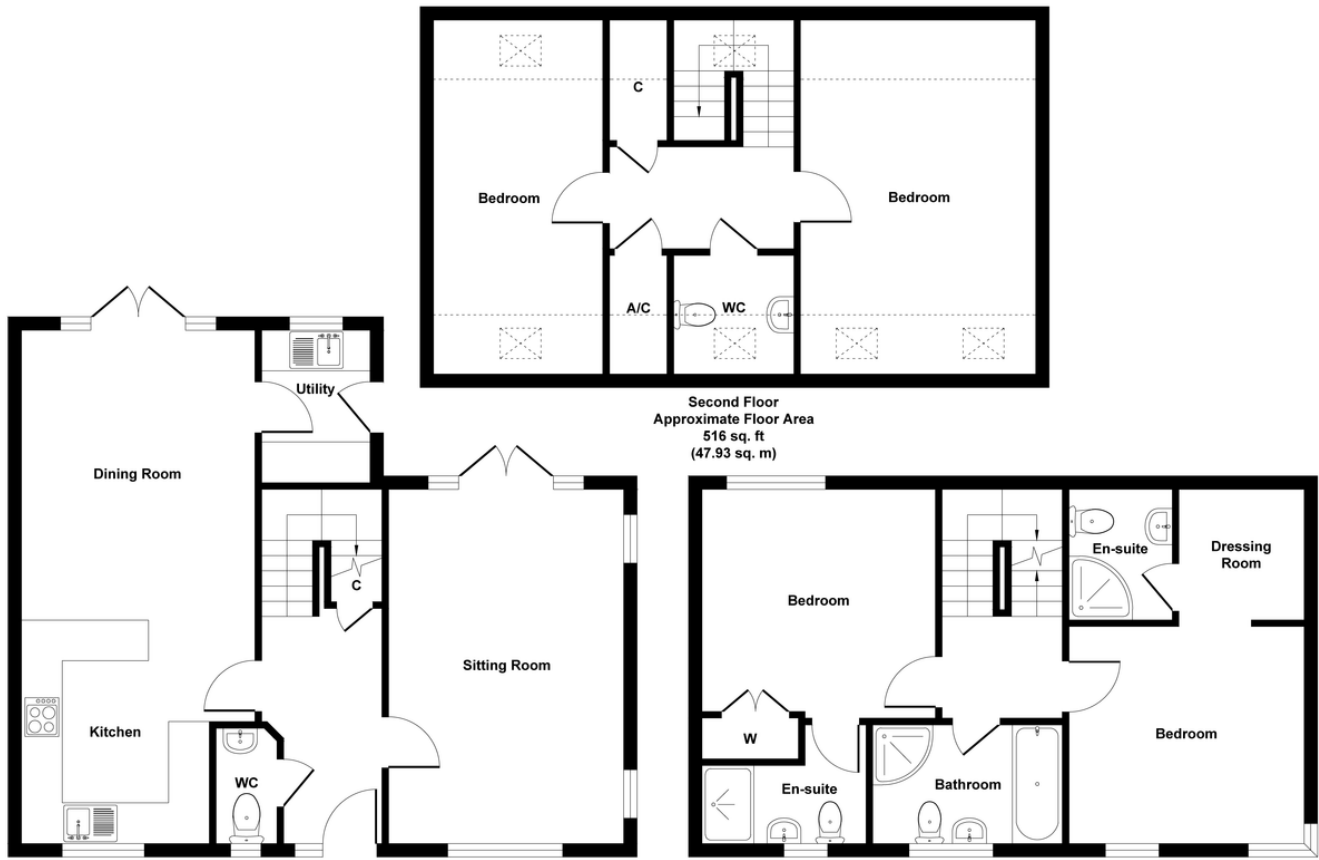 C
Bedroom
Bedroom
A/C
WC
Second Floor
Approximate Floor Area
516 sq. ft
(47.93 sq. m)
Utility
Dining Room
C
Sitting Room
Kitchen
WC
En-suite
Dressing
Room
Bedroom
W
Bedroom
En-suite
Bathroom